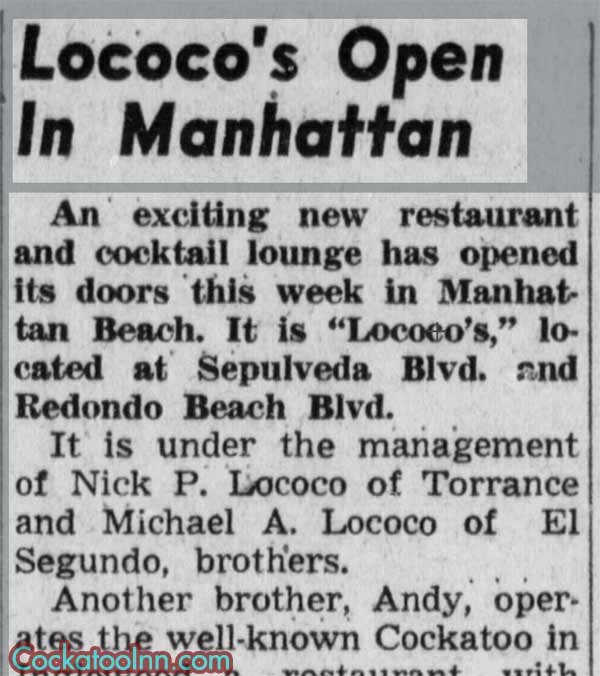 Lococo's Open
In Manhattan
An exciting new restaurant
and cocktail lounge has opened
its doors this week in Manhat-
tan Beach. It is "Lococo's," lo-
cated at Sepulveda Blvd. and
Redondo Beach Blvd.
It is under the management
of Nick P. Lococo of Torrance
and Michael A. Lococo of El
Segundo, brothers.
Another brother, Andy, oper-
ates the well-known Cockatoo in
a restaurant with
CockatooInn.com